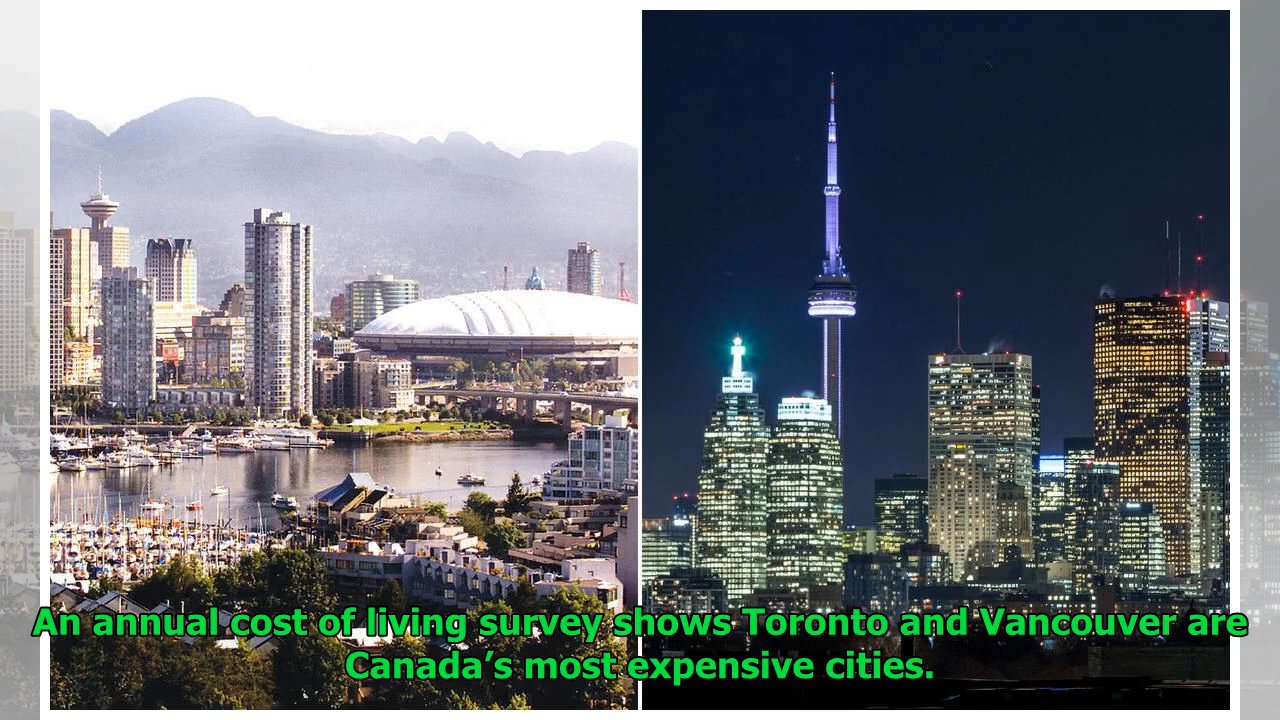 An annual cost of living survey shows Toronto and Vancouver are
Canada’s most expensive cities.